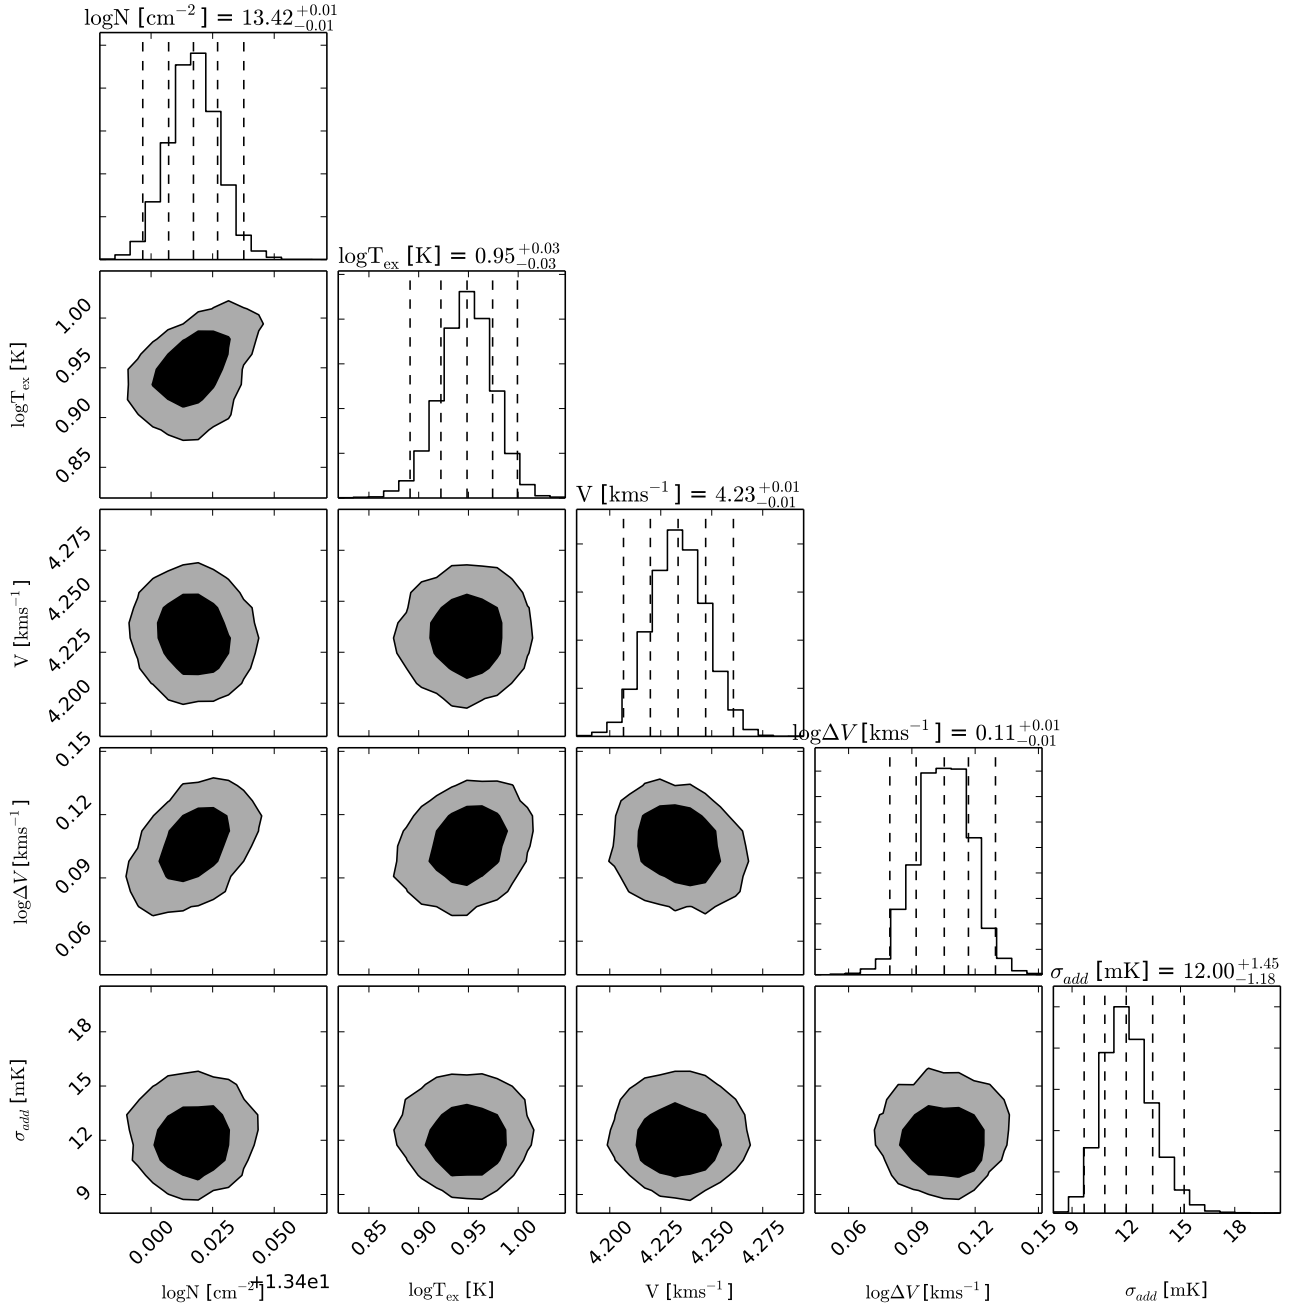 logN [cm⁻²] = 13.42 +0.01 −0.01
logTex [K] = 0.95 +0.03 −0.03
1.00
0.95
0.90
0.85
logTex [K]
V [kms⁻¹] = 4.23 +0.01 −0.01
4.275
4.250
4.225
4.200
V [kms⁻¹]
logΔV [kms⁻¹] = 0.11 +0.01 −0.01
0.15
0.12
0.09
0.06
logΔV [kms⁻¹]
σadd [mK] = 12.00 +1.45 −1.18
18
15
12
9
σadd [mK]
0.000 0.025 0.050 0.85 0.90 0.95 1.00 4.200 4.225 4.250 4.275 0.06 0.09 0.12 0.15 9 12 15 18
+1.34e1
logN [cm⁻²] logTex [K] V [kms⁻¹] logΔV [kms⁻¹] σadd [mK]